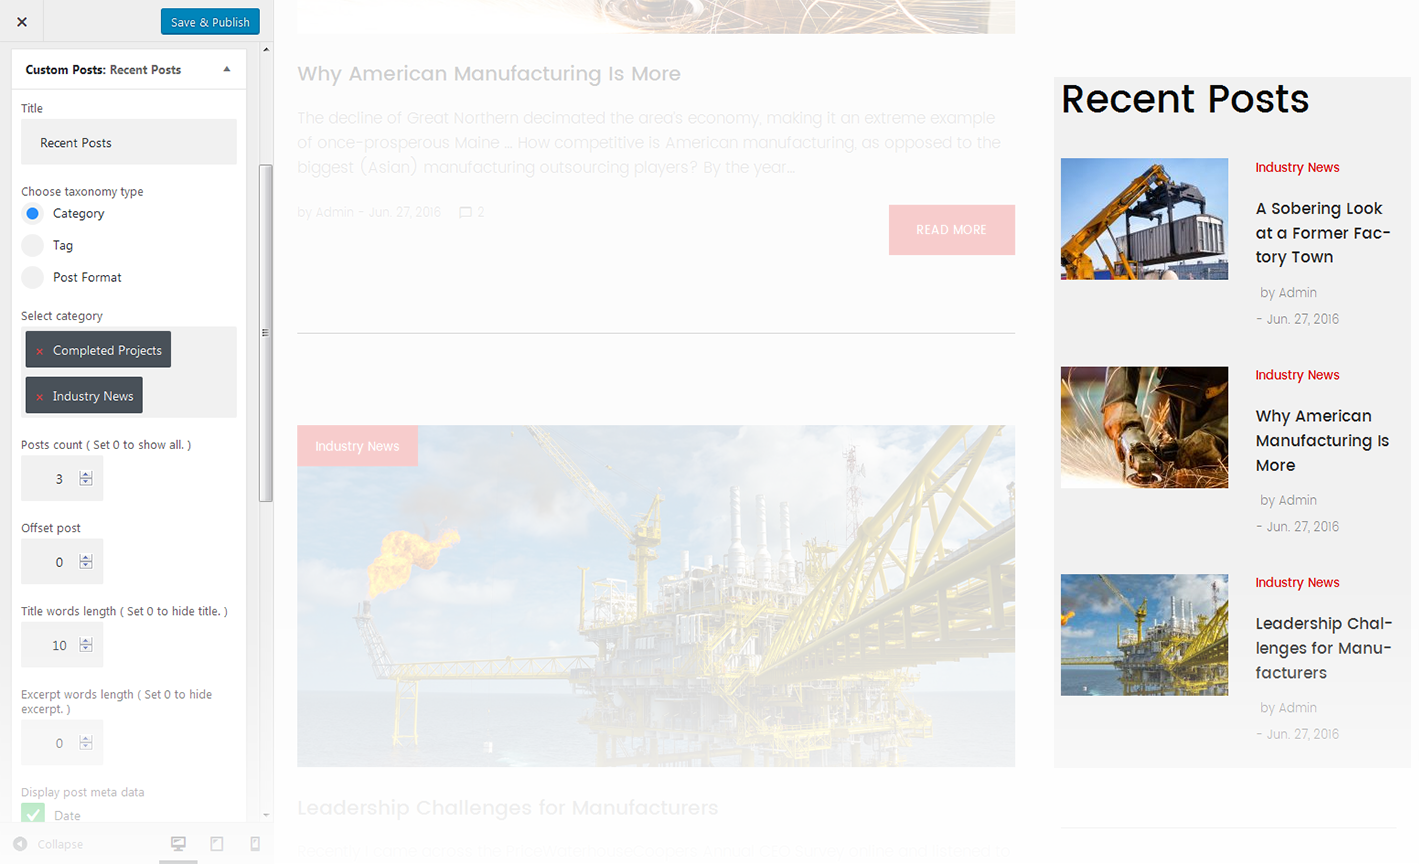 Save & Publish
Custom Posts: Recent Posts
Title
Recent Posts
Choose taxonomy type
Category
Tag
Post Format
Select category
× Completed Projects
× Industry News
Posts count ( Set 0 to show all. )
3
Offset post
0
Title words length ( Set 0 to hide title. )
10
Excerpt words length ( Set 0 to hide
excerpt. )
0
Display post meta data
Date
Collapse
Why American Manufacturing Is More
The decline of Great Northern decimated the area's economy, making it an extreme example
of once-prosperous Maine ... How competitive is American manufacturing, as opposed to the
biggest (Asian) manufacturing outsourcing players? By the year...
by Admin - Jun. 27, 2016 2
READ MORE
Industry News
Leadership Challenges for Manufacturers
Recent Posts
Industry News
A Sobering Look
at a Former Fac-
tory Town
by Admin
- Jun. 27, 2016
Industry News
Why American
Manufacturing Is
More
by Admin
- Jun. 27, 2016
Industry News
Leadership Chal-
lenges for Manu-
facturers
by Admin
- Jun. 27, 2016